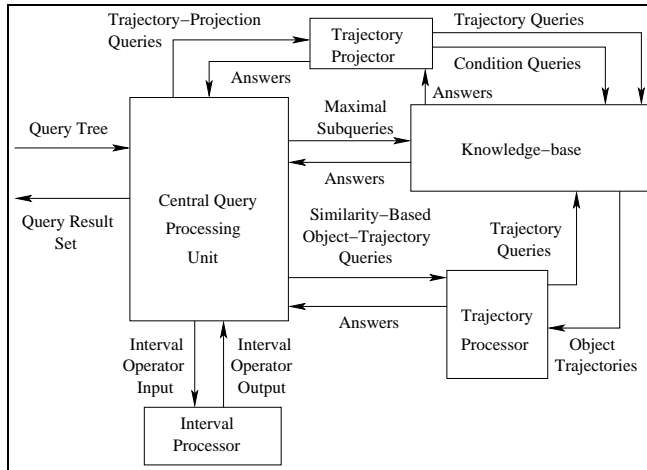 Trajectory−Projection
Queries
Trajectory
Projector
Trajectory Queries
Condition Queries
Answers
Answers
Query Tree
Maximal
Subqueries
Knowledge−base
Answers
Central Query
Processing
Unit
Query Result
Set
Similarity−Based
Object−Trajectory
Queries
Trajectory
Queries
Answers
Trajectory
Processor
Object
Trajectories
Interval
Operator
Input
Interval
Operator
Output
Interval
Processor